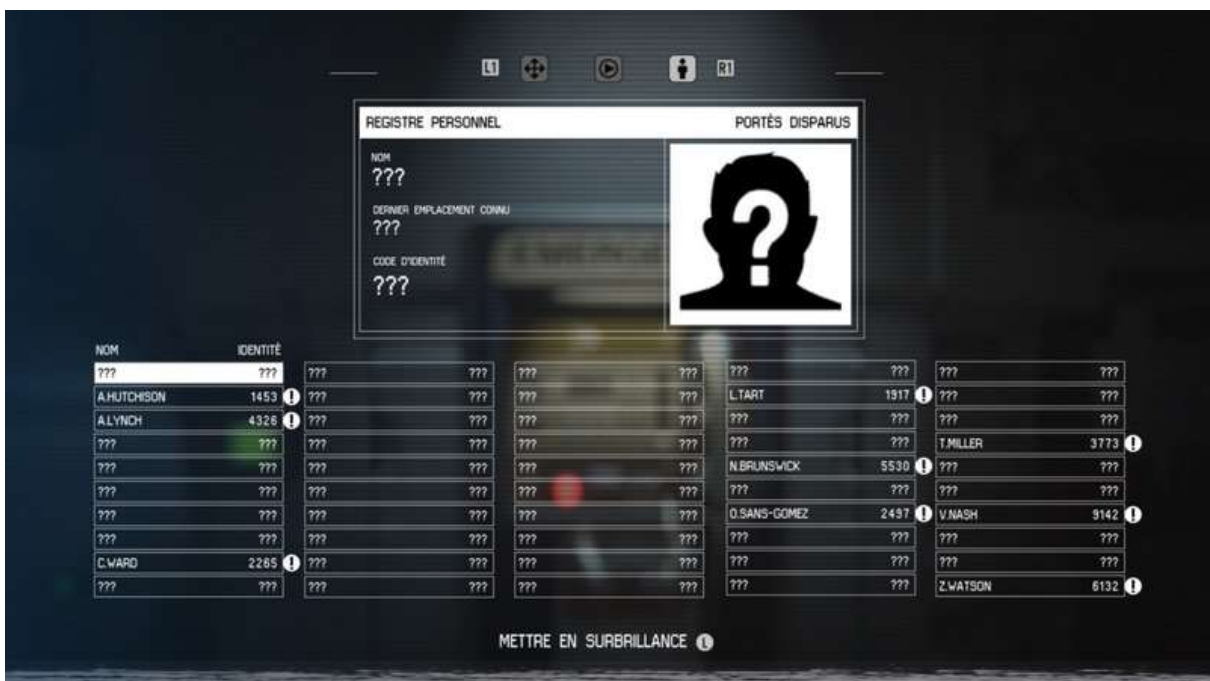 L1 R1
REGISTRE PERSONNEL PORTÉS DISPARUS
NOM
???
DERNIER EMPLACEMENT CONNU
???
CODE D'IDENTITÉ
???
?
NOM IDENTITÉ
??? ??? ??? ??? ??? ??? ??? ??? ??? ???
A.HUTCHISON 1453 ! ??? ??? ??? ??? L.TART 1917 ! ??? ???
A.LYNCH 4326 ! ??? ??? ??? ??? ??? ??? ??? ???
??? ??? ??? ??? ??? ??? ??? ??? T.MILLER 3773 !
??? ??? ??? ??? ??? ??? N.BRUNSWICK 5530 ! ??? ???
??? ??? ??? ??? ??? ??? ??? ??? ??? ???
??? ??? ??? ??? ??? ??? O.SANS-GOMEZ 2497 ! V.NASH 9142 !
??? ??? ??? ??? ??? ??? ??? ??? ??? ???
C.WARD 2265 ! ??? ??? ??? ??? ??? ??? ??? ???
??? ??? ??? ??? ??? ??? ??? ??? Z.WATSON 6132 !
METTRE EN SURBRILLANCE L